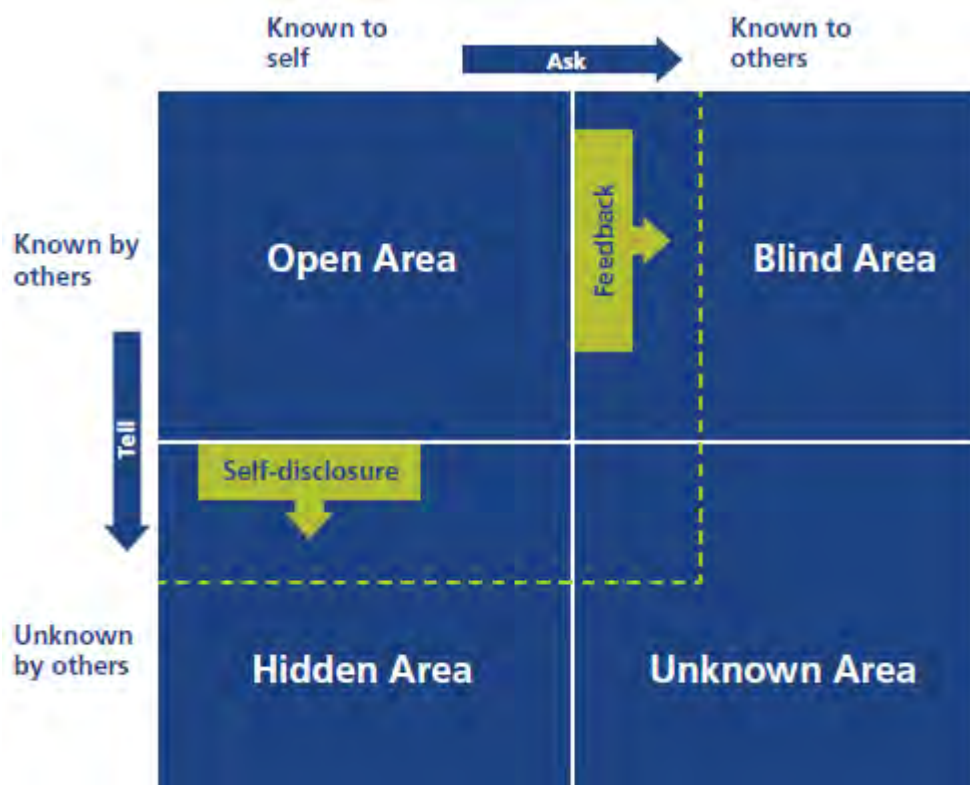 Known to
self
Ask
Known to
others
Known by
others
Open Area
Feedback
Blind Area
Tell
Self-disclosure
Unknown
by others
Hidden Area
Unknown Area